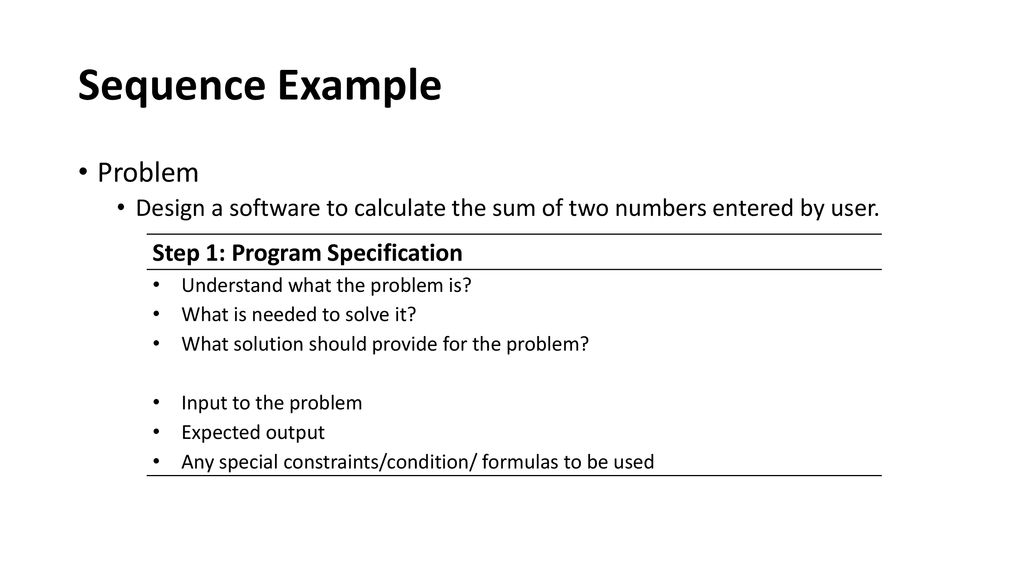 Sequence Example
• Problem
• Design a software to calculate the sum of two numbers entered by user.
Step 1: Program Specification
• Understand what the problem is?
• What is needed to solve it?
• What solution should provide for the problem?
• Input to the problem
• Expected output
• Any special constraints/condition/ formulas to be used